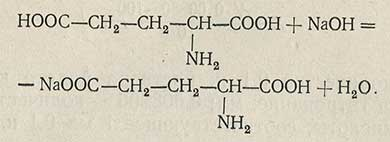 HOOC—CH₂—CH₂—CH—COOH + NaOH =
NH₂
— NaOOC—CH₂—CH₂—CH—COOH + H₂O.
NH₂